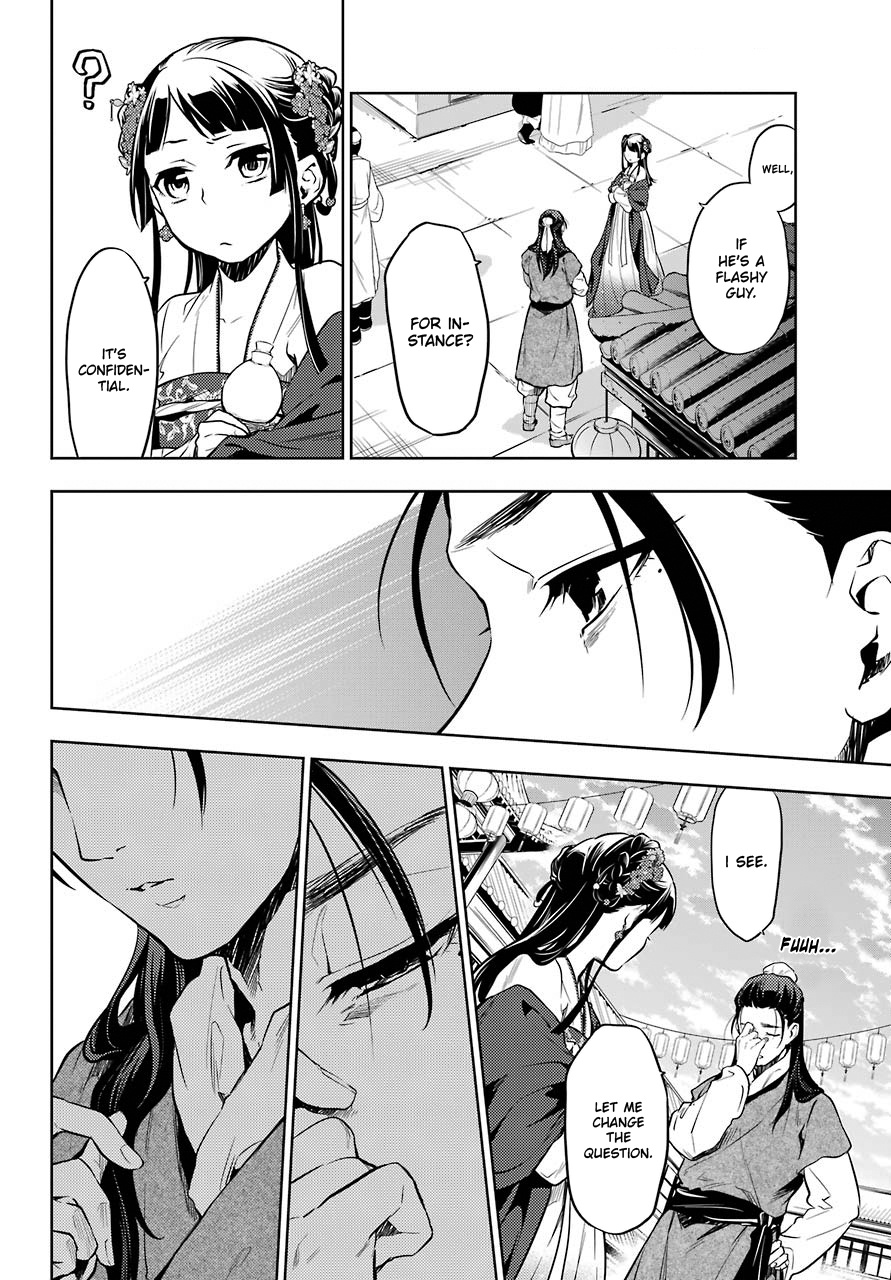 WELL,
IF
HE'S A
FLASHY
GUY.
FOR IN-
STANCE?
?
IT'S
CONFIDEN-
TIAL.
I SEE.
FUUH...
LET ME
CHANGE
THE
QUESTION.